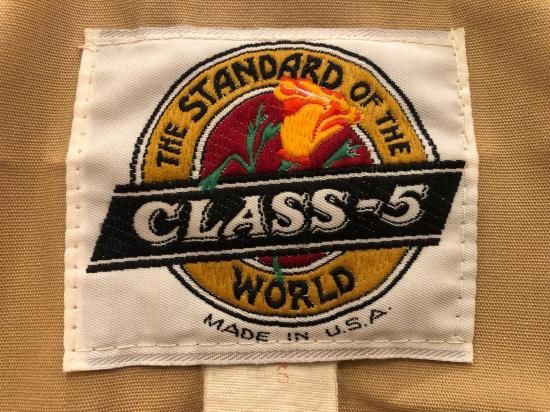 THE STANDARD OF THE
CLASS-5
WORLD
MADE IN U.S.A.